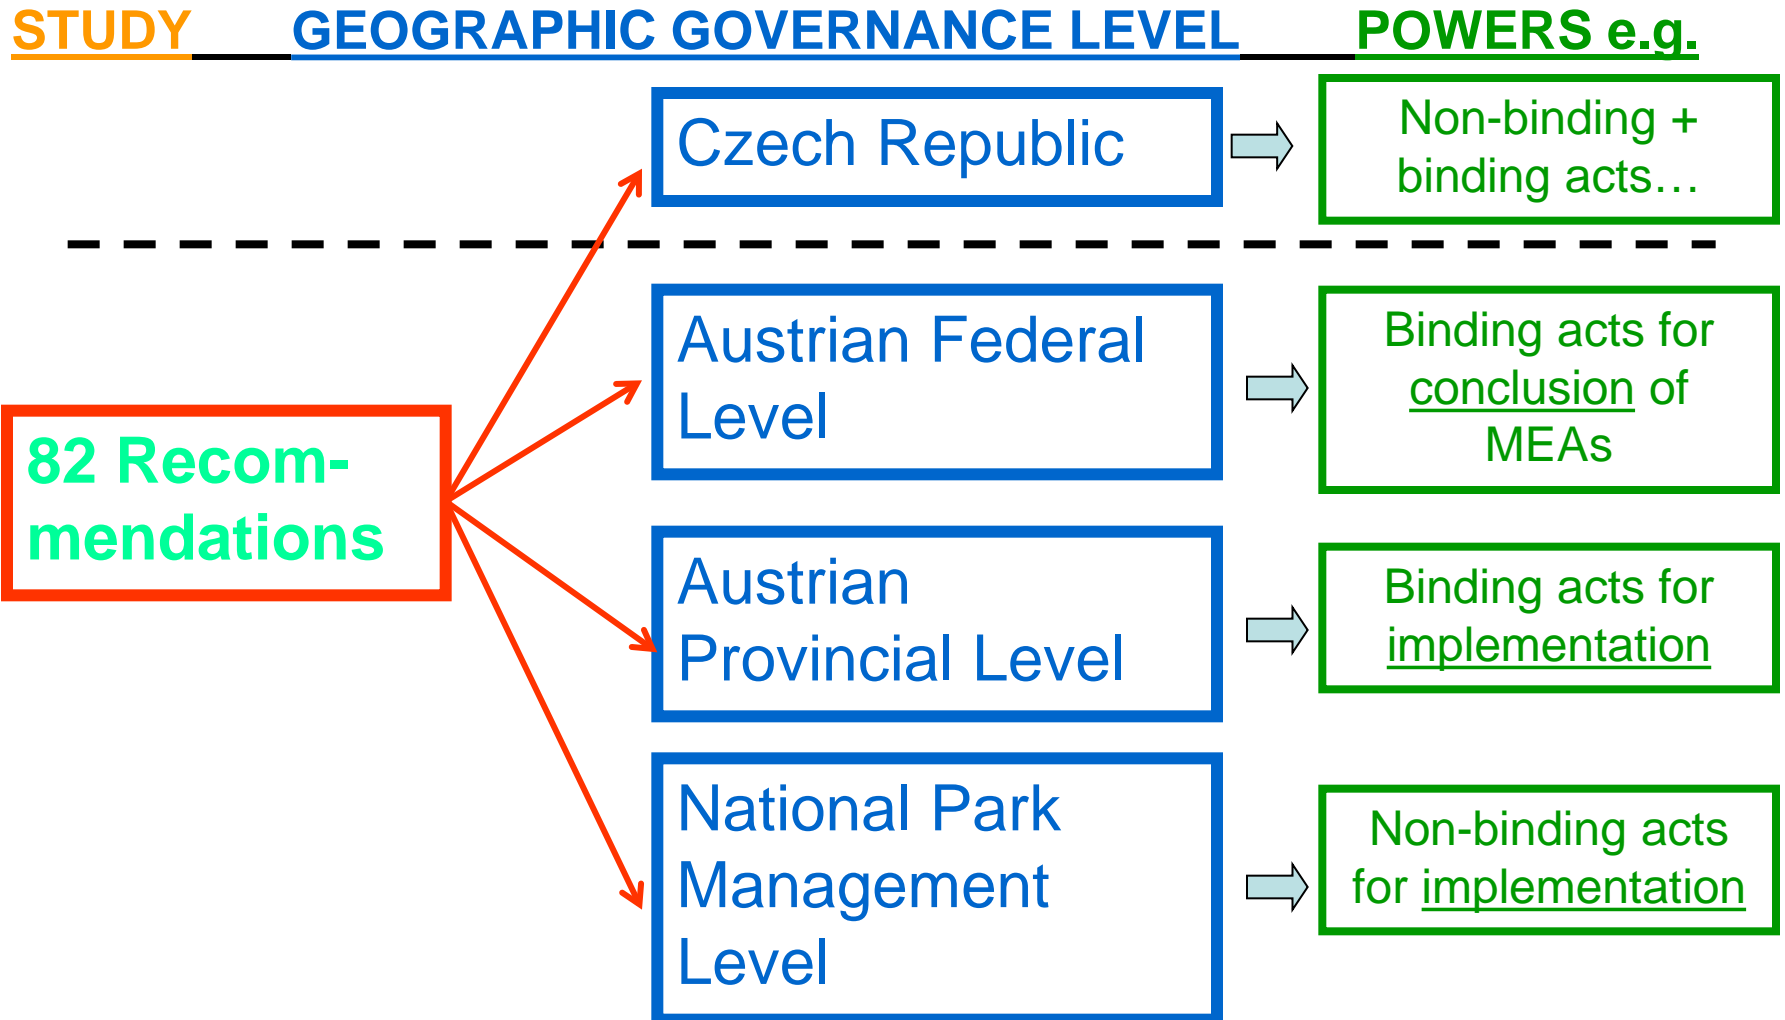 STUDY GEOGRAPHIC GOVERNANCE LEVEL POWERS e.g.
Czech Republic
Non-binding +
binding acts…
Austrian Federal
Level
Binding acts for
conclusion of
MEAs
82 Recom-
mendations
Austrian
Provincial Level
Binding acts for
implementation
National Park
Management
Level
Non-binding acts
for implementation